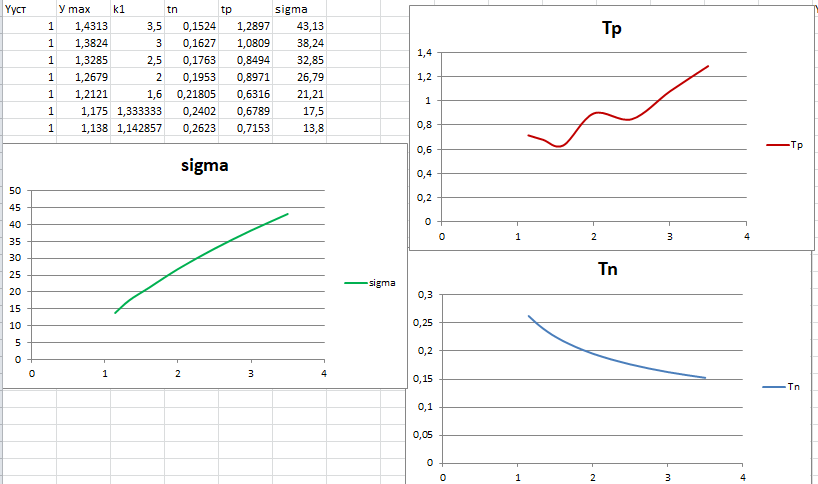 Yуст У max k1 tn tp sigma
1 1,4313 3,5 0,1524 1,2897 43,13
1 1,3824 3 0,1627 1,0809 38,24
1 1,3285 2,5 0,1763 0,8494 32,85
1 1,2679 2 0,1953 0,8971 26,79
1 1,2121 1,6 0,21805 0,6316 21,21
1 1,175 1,333333 0,2402 0,6789 17,5
1 1,138 1,142857 0,2623 0,7153 13,8
Tp
1,4
1,2
1
0,8
0,6
0,4
0,2
0
0 1 2 3 4
Tp
sigma
50
45
40
35
30
25
20
15
10
5
0
0 1 2 3 4
sigma
Tn
0,3
0,25
0,2
0,15
0,1
0,05
0
0 1 2 3 4
Tn